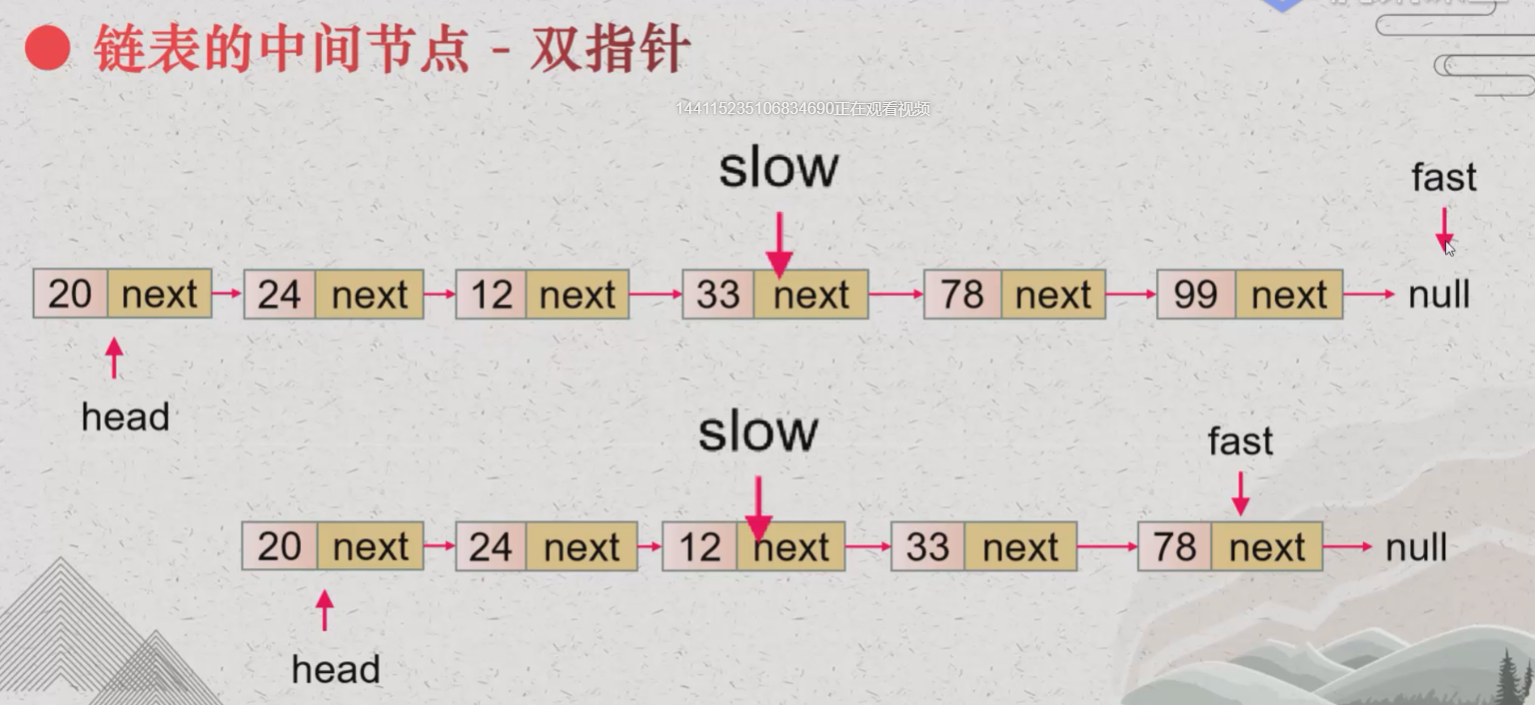 链表的中间节点 - 双指针
144115235106834690正在观看视频
slow
fast
20 next 24 next 12 next 33 next 78 next 99 next null
head
slow
fast
20 next 24 next 12 next 33 next 78 next null
head